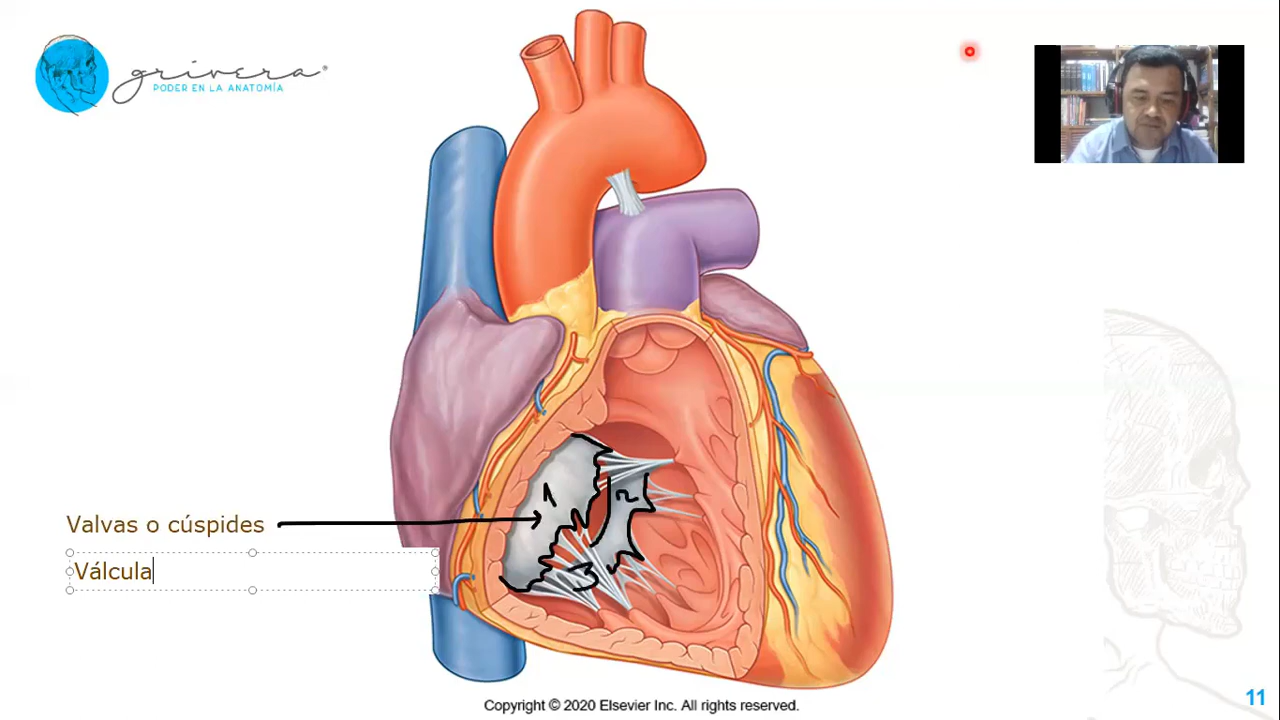 grivera®
PODER EN LA ANATOMÍA
1
2
Valvas o cúspides
Válcula
3
Copyright © 2020 Elsevier Inc. All rights reserved.
11